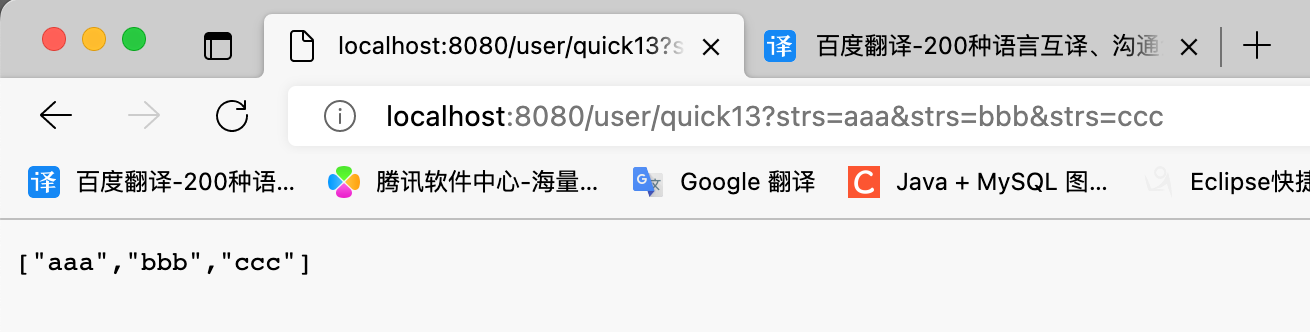 localhost:8080/user/quick13?s
译 百度翻译-200种语言互译、沟通
localhost:8080/user/quick13?strs=aaa&strs=bbb&strs=ccc
译 百度翻译-200种语... 腾讯软件中心-海量... G 文 Google 翻译 C Java + MySQL 图... Eclipse快捷
["aaa","bbb","ccc"]